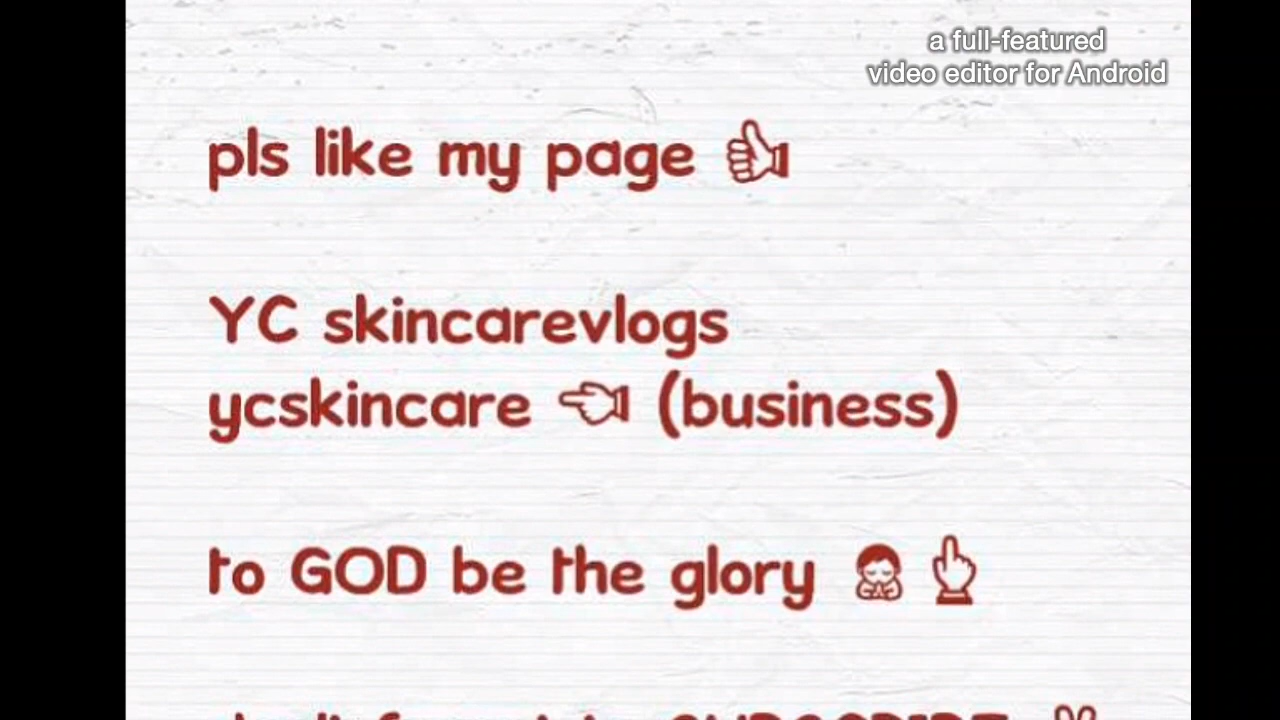 a full-featured
video editor for Android
pls like my page 👍
YC skincarevlogs
ycskincare 👈 (business)
to GOD be the glory 🙏 👆